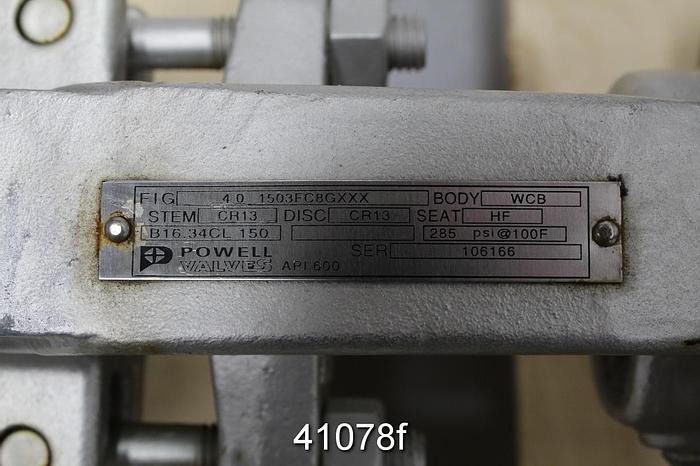 FIG 4.0 1503FC8GXXX BODY WCB
STEM CR13 DISC CR13 SEAT HF
B16.34CL 150 285 psi@100F
POWELL SER 106166
VALVES API 600
41078f